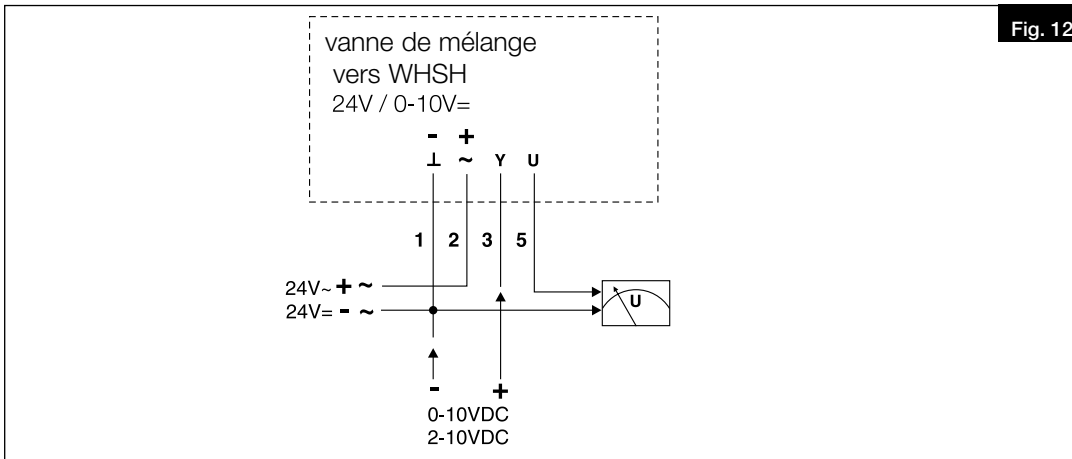 Fig. 12
vanne de mélange
vers WHSH
24V / 0-10V=
- +
⊥ ~ Y U
1 2 3 5
24V~ + ~
24V= - ~
U
- +
0-10VDC
2-10VDC